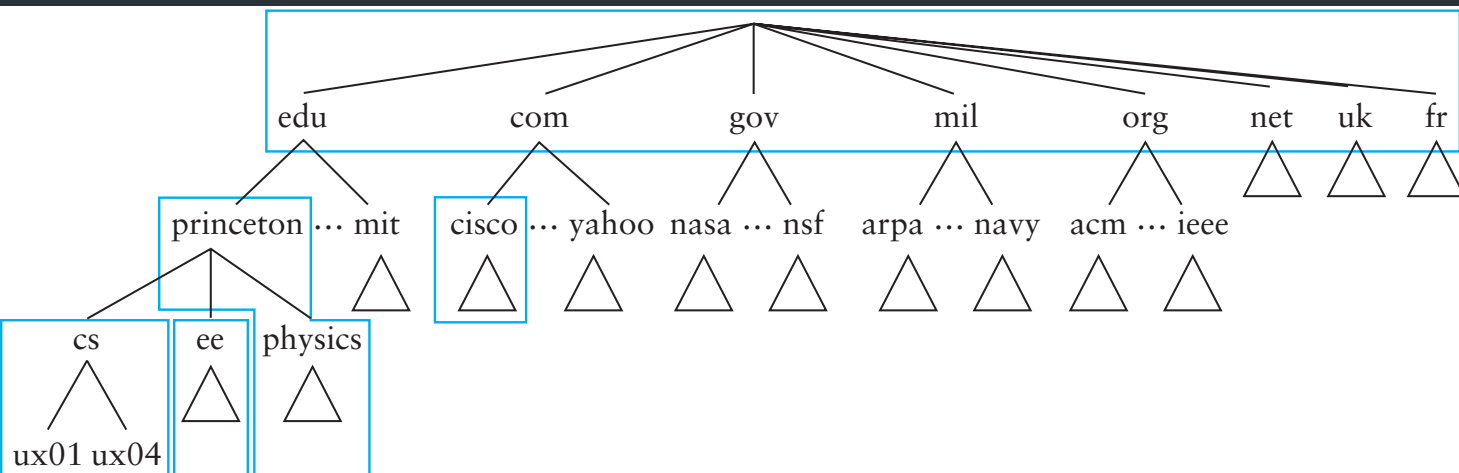 edu com gov mil org net uk fr
princeton ... mit cisco ... yahoo nasa ... nsf arpa ... navy acm ... ieee
cs ee physics
ux01 ux04